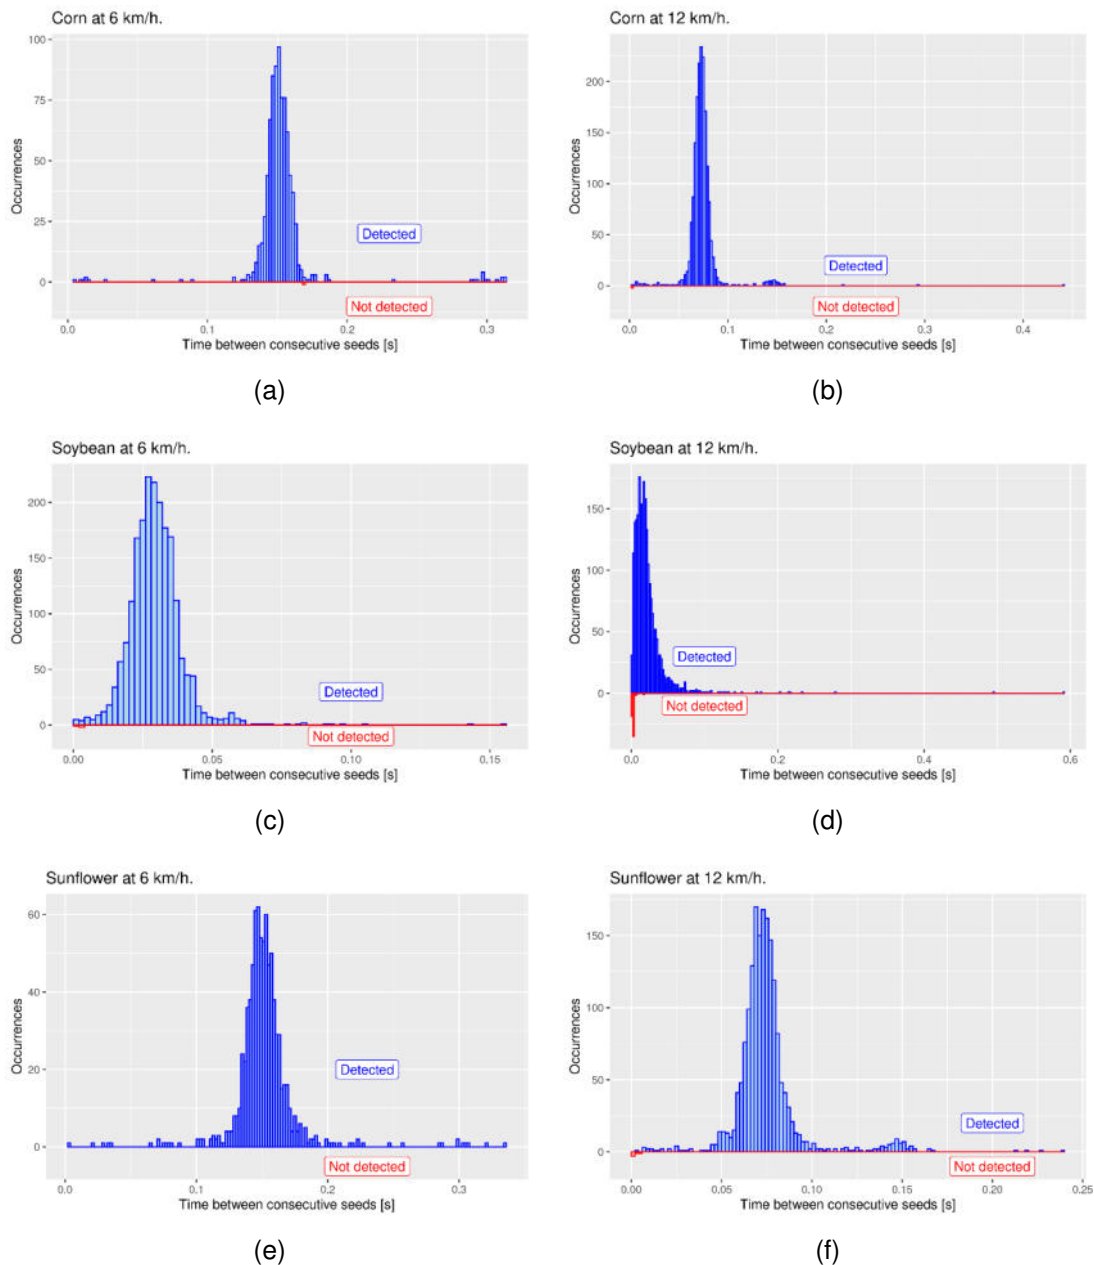 Corn at 6 km/h.
100
75
50
25
0
Occurrences
Detected
Not detected
0.0 0.1 0.2 0.3
Time between consecutive seeds [s]
(a)
Corn at 12 km/h.
200
150
100
50
0
Occurrences
Detected
Not detected
0.0 0.1 0.2 0.3 0.4
Time between consecutive seeds [s]
(b)
Soybean at 6 km/h.
200
150
100
50
0
Occurrences
Detected
Not detected
0.00 0.05 0.10 0.15
Time between consecutive seeds [s]
(c)
Soybean at 12 km/h.
150
100
50
0
Occurrences
Detected
Not detected
0.0 0.2 0.4 0.6
Time between consecutive seeds [s]
(d)
Sunflower at 6 km/h.
60
40
20
0
Occurrences
Detected
Not detected
0.0 0.1 0.2 0.3
Time between consecutive seeds [s]
(e)
Sunflower at 12 km/h.
150
100
50
0
Occurrences
Detected
Not detected
0.00 0.05 0.10 0.15 0.20 0.25
Time between consecutive seeds [s]
(f)